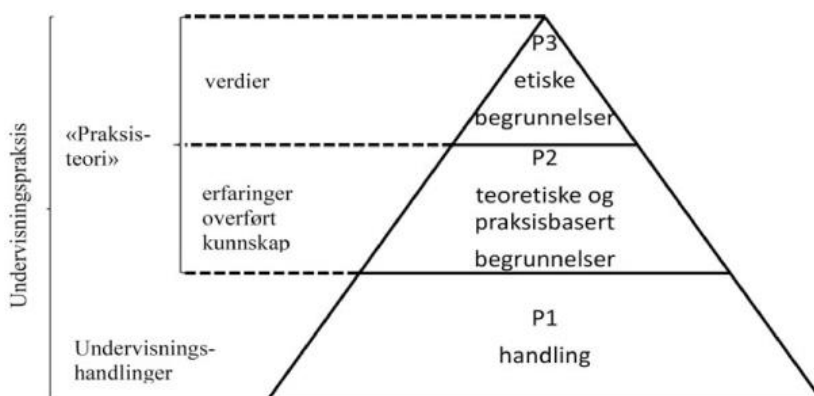 Undervisningspraksis
«Praksis-
teori»
verdier
erfaringer
overført
kunnskap
Undervisnings-
handlinger
P3
etiske
begrunnelser
P2
teoretiske og
praksisbasert
begrunnelser
P1
handling